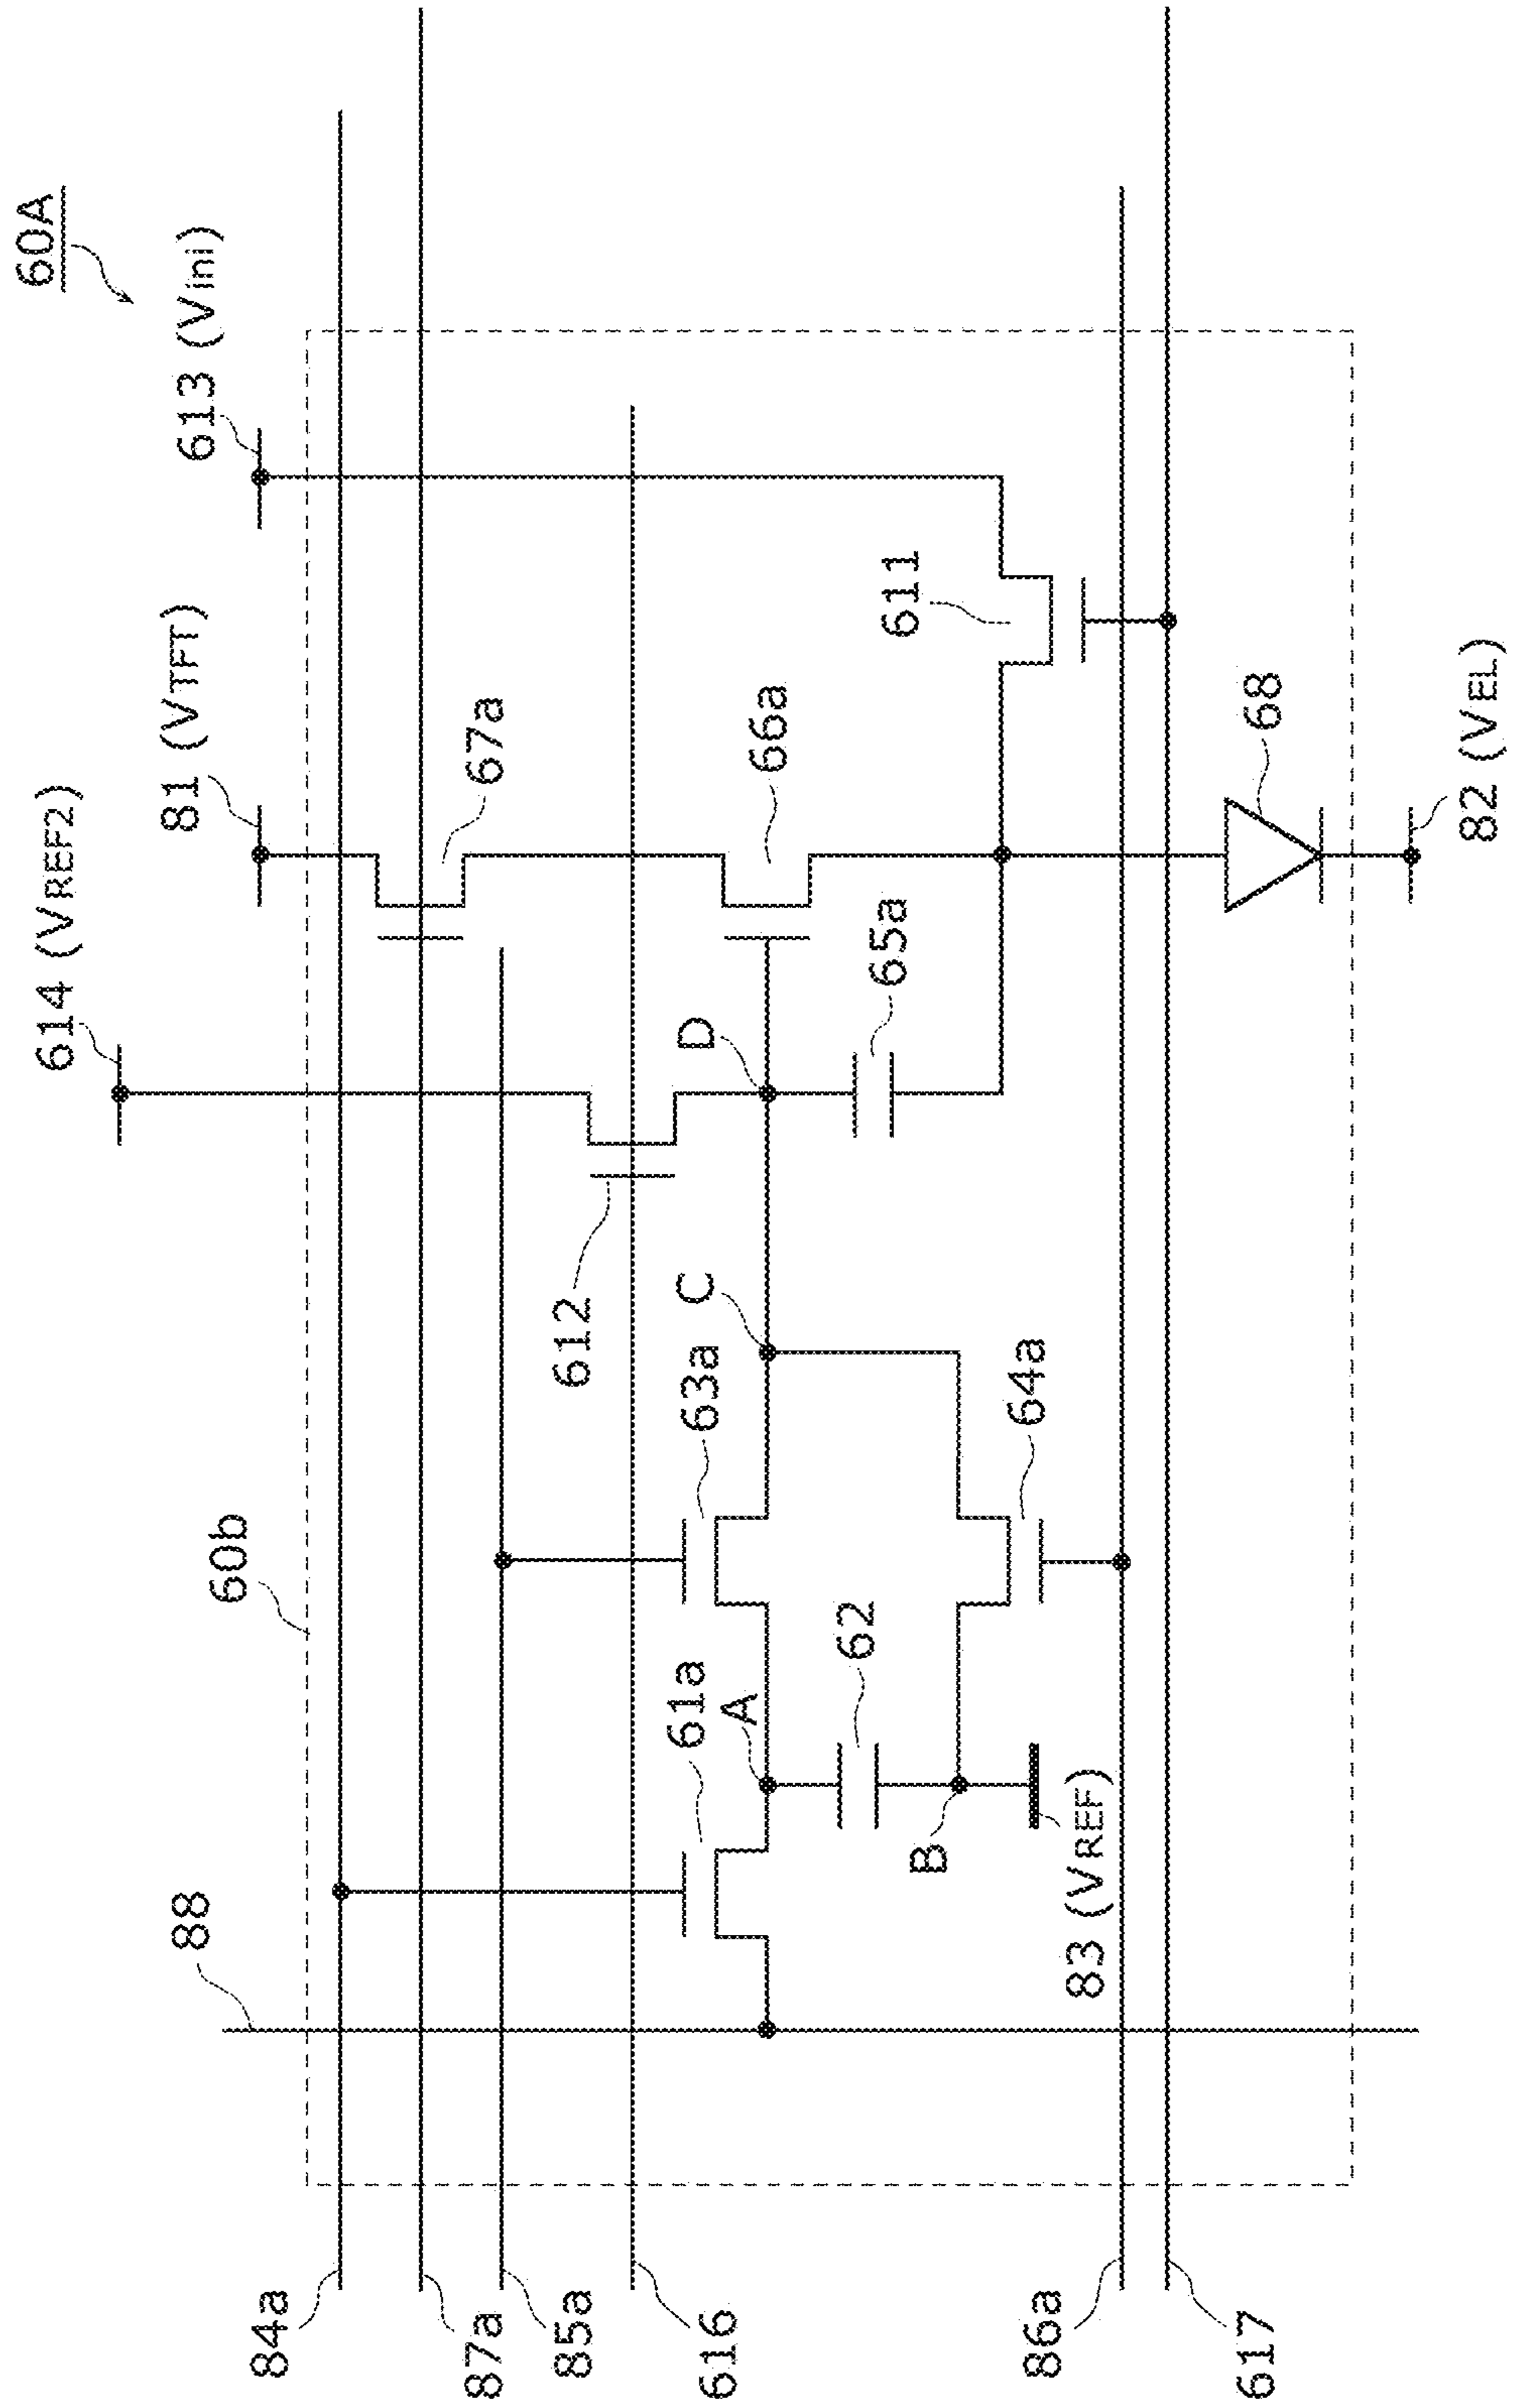 60A
614 (VREF2)
81 (VTFT)
613 (Vini)
60b
88
84a
87a
85a
616
86a
617
67a
66a
612
D
65a
611
C
63a
61a
A
62
64a
B
83 (VREF)
68
82 (VEL)